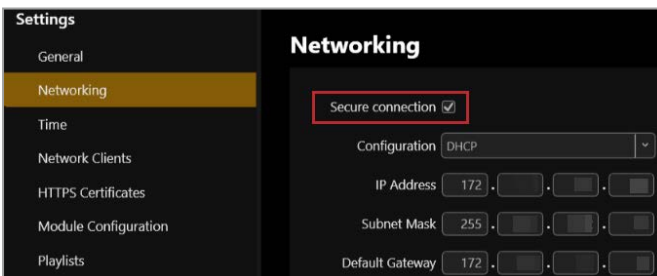 Settings
General
Networking
Time
Network Clients
HTTPS Certificates
Module Configuration
Playlists
Networking
Secure connection
Configuration DHCP
IP Address 172 . . .
Subnet Mask 255 . . .
Default Gateway 172 . . .